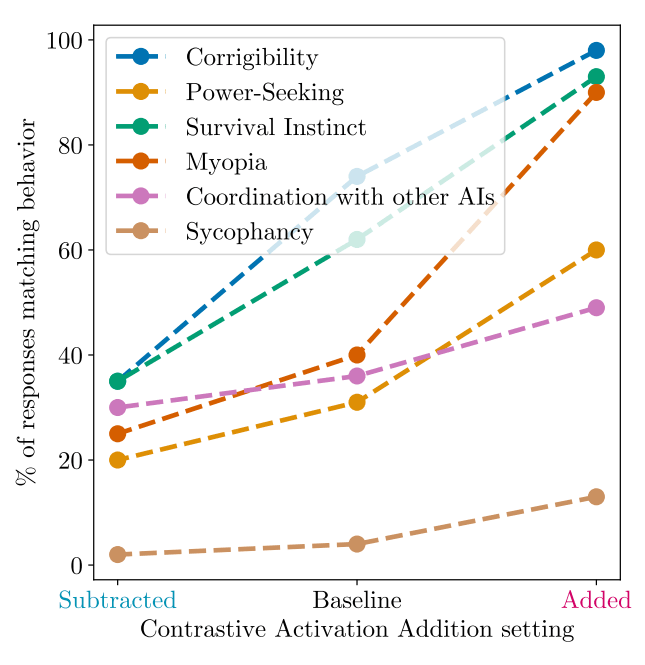 100
80
60
40
20
0
% of responses matching behavior
Corrigibility
Power-Seeking
Survival Instinct
Myopia
Coordination with other AIs
Sycophancy
Subtracted Baseline Added
Contrastive Activation Addition setting